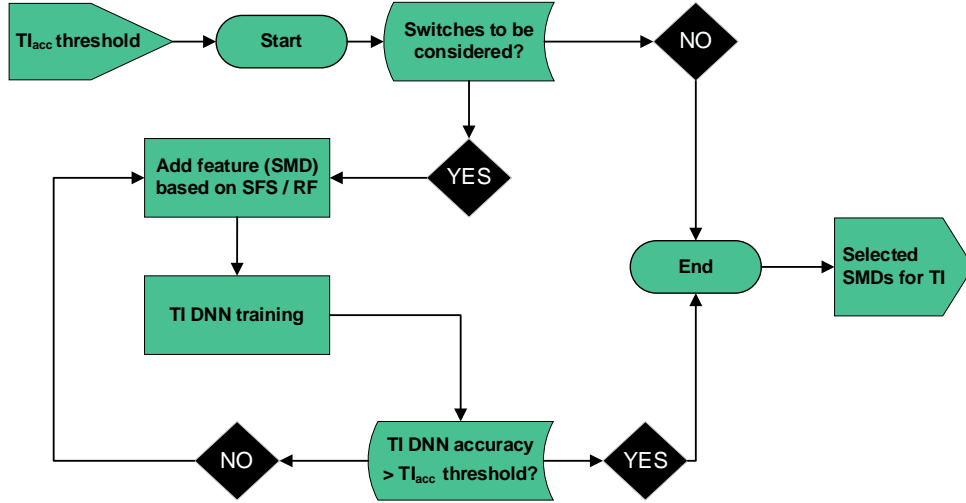 TIacc threshold
Start
Switches to be
considered?
NO
YES
Add feature (SMD)
based on SFS / RF
TI DNN training
End
Selected
SMDs for TI
NO
TI DNN accuracy
> TIacc threshold?
YES